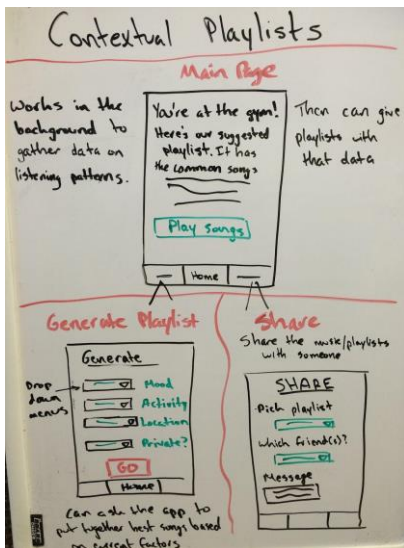 Contextual Playlists
Main Page
Works in the
background to
gather data on
listening patterns.
You're at the gym!
Here's our suggested
playlist. It has
the common songs
Play Songs
Home
Then can give
playlists with
that data
Generate Playlist
Generate
Drop
down
menus
Mood
Activity
Location
Private?
GO
Home
can ask the app to
put together best songs based
on current factors
Share
Share the music/playlists
with someone
SHARE
Pick playlist
Which friend(s)?
Message